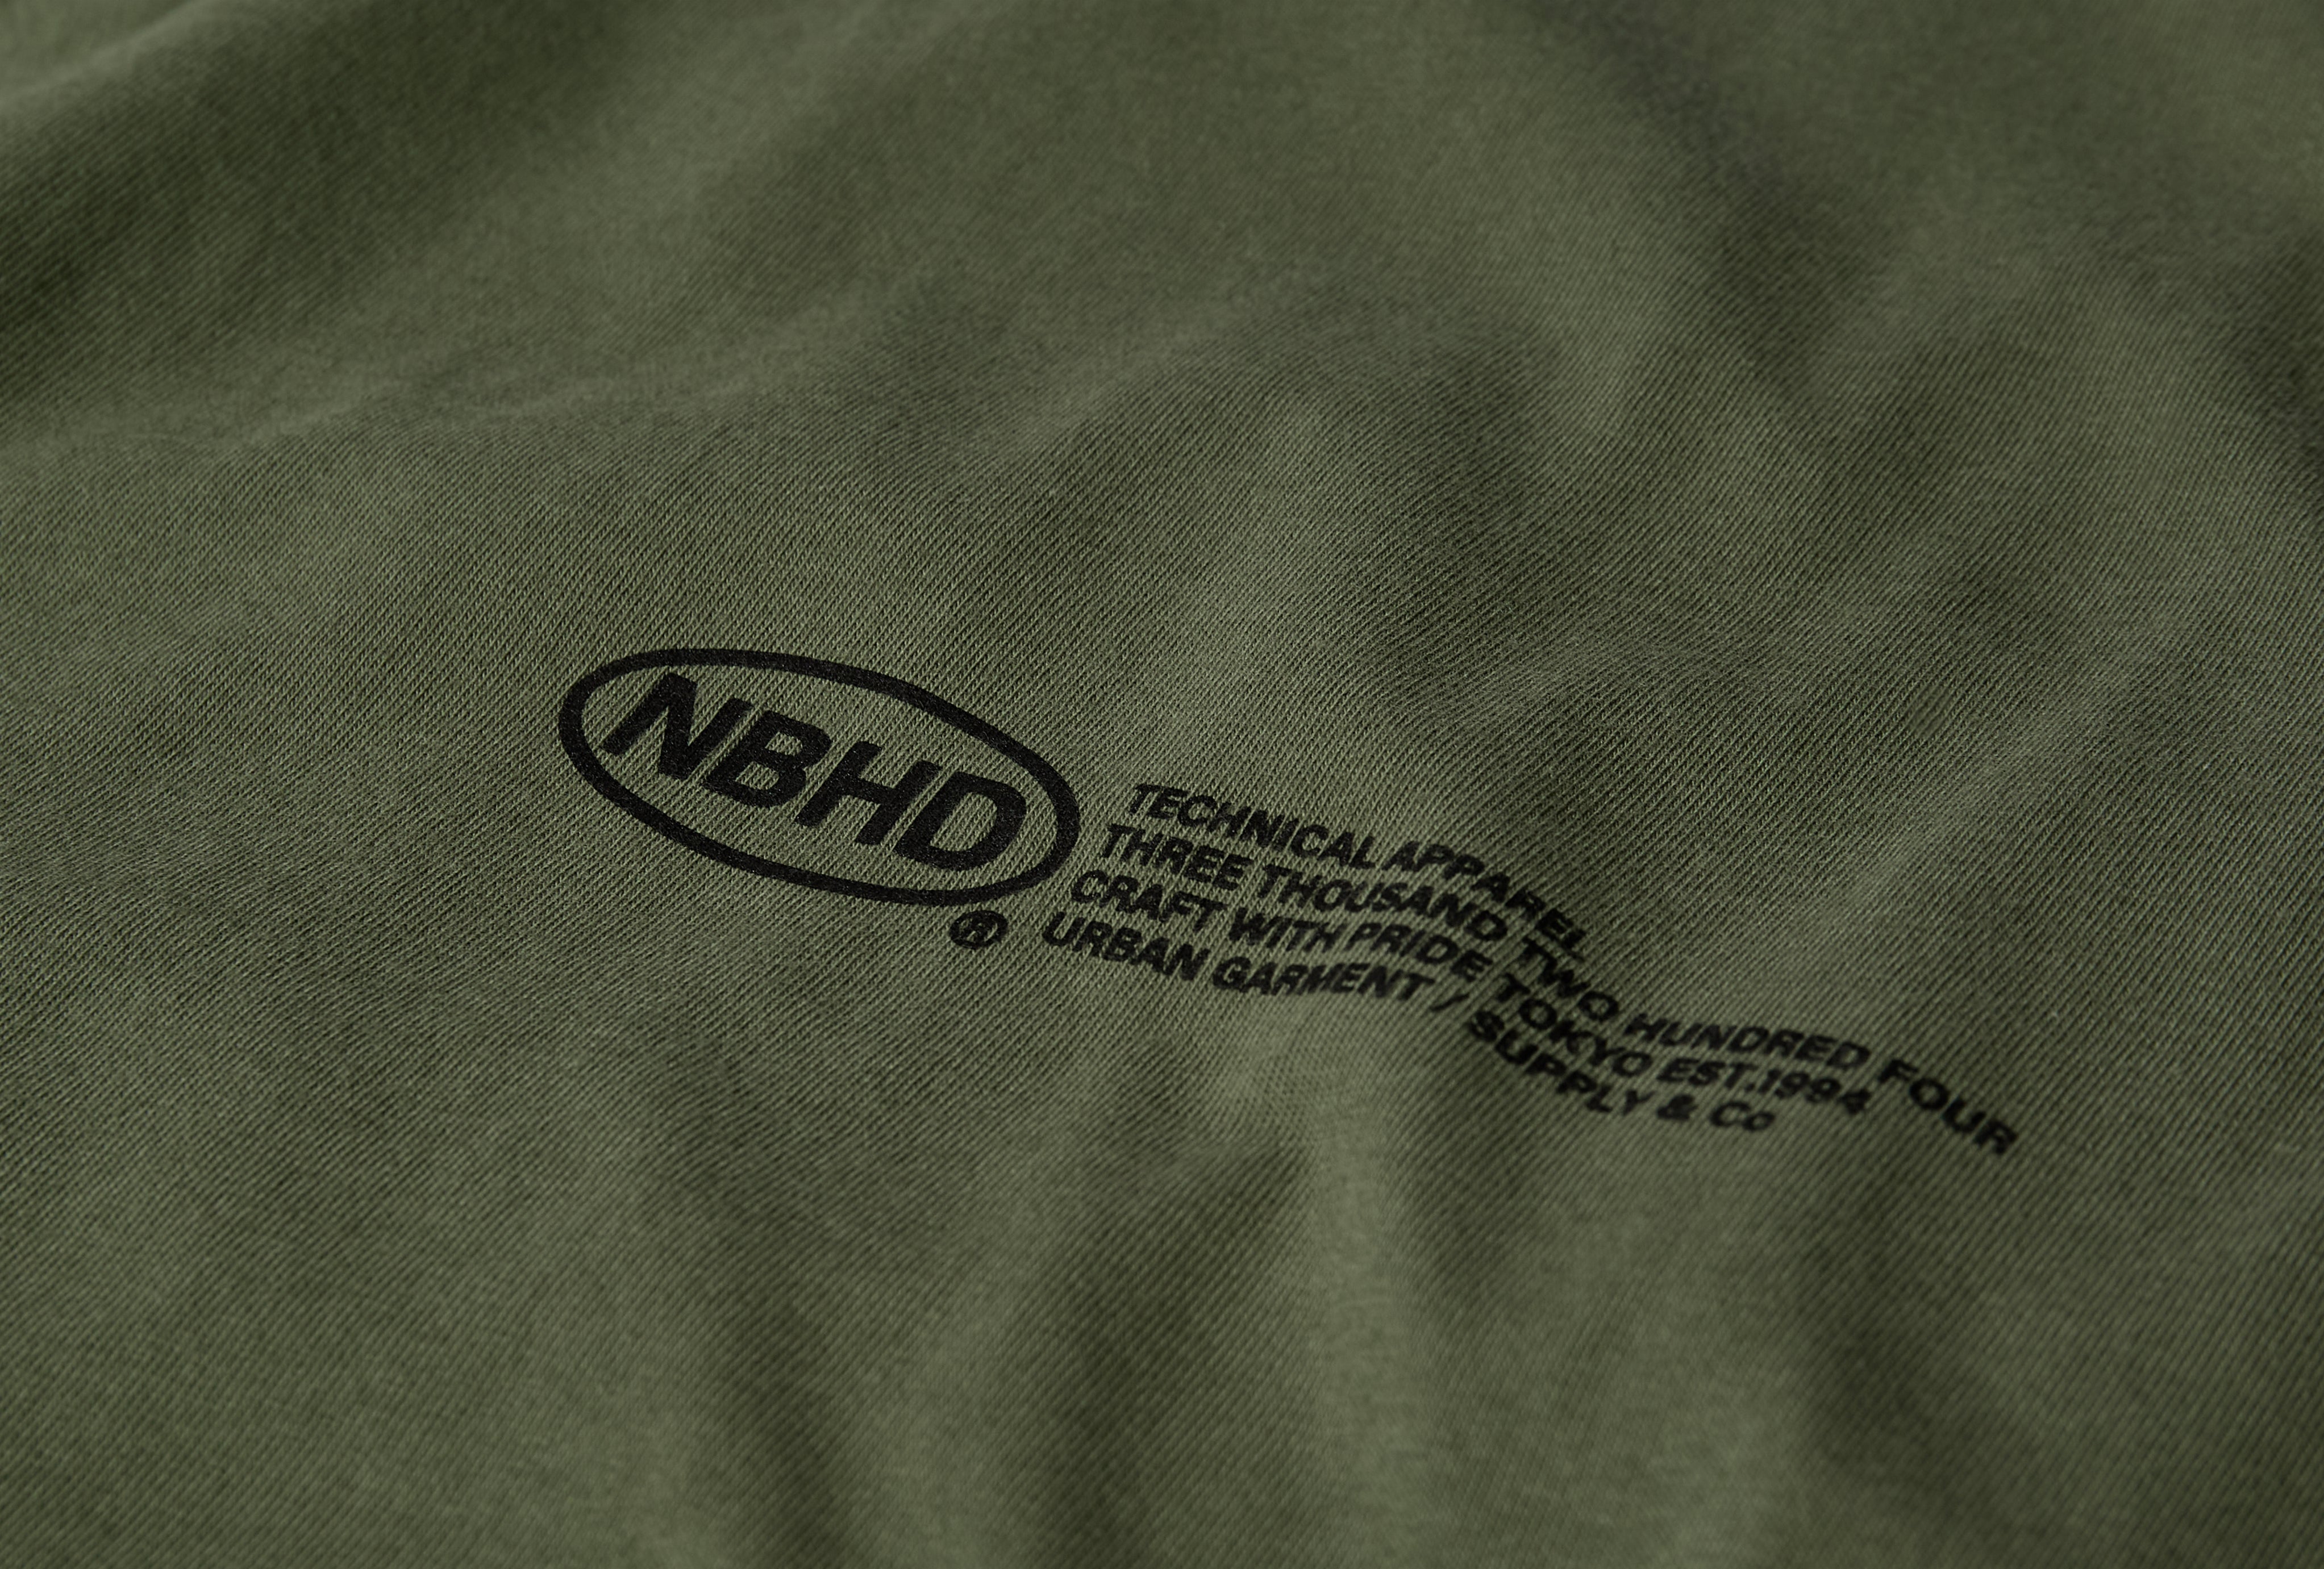 NBHD
®
TECHNICAL APPAREL
THREE THOUSAND TWO HUNDRED FOUR
CRAFT WITH PRIDE TOKYO EST.1994
URBAN GARMENT / SUPPLY & Co